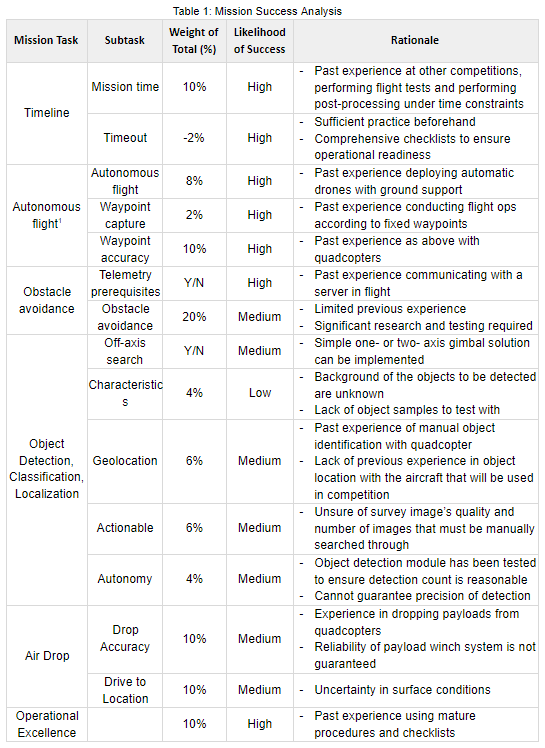 Table 1: Mission Success Analysis
Mission Task
Subtask
Weight of
Total (%)
Likelihood
of Success
Rationale
Timeline
Mission time
10%
High
- Past experience at other competitions,
performing flight tests and performing
post-processing under time constraints
Timeout
-2%
High
- Sufficient practice beforehand
- Comprehensive checklists to ensure
operational readiness
Autonomous
flight1
Autonomous
flight
8%
High
- Past experience deploying automatic
drones with ground support
Waypoint
capture
2%
High
- Past experience conducting flight ops
according to fixed waypoints
Waypoint
accuracy
10%
High
- Past experience as above with
quadcopters
Obstacle
avoidance
Telemetry
prerequisites
Y/N
High
- Past experience communicating with a
server in flight
Obstacle
avoidance
20%
Medium
- Limited previous experience
- Significant research and testing required
Object
Detection,
Classification,
Localization
Off-axis
search
Y/N
Medium
- Simple one- or two- axis gimbal solution
can be implemented
Characteristic
s
4%
Low
- Background of the objects to be detected
are unknown
- Lack of object samples to test with
Geolocation
6%
Medium
- Past experience of manual object
identification with quadcopter
- Lack of previous experience in object
location with the aircraft that will be used
in competition
Actionable
6%
Medium
- Unsure of survey image's quality and
number of images that must be manually
searched through
Autonomy
4%
Medium
- Object detection module has been tested
to ensure detection count is reasonable
- Cannot guarantee precision of detection
Air Drop
Drop
Accuracy
10%
Medium
- Experience in dropping payloads from
quadcopters
- Reliability of payload winch system is not
guaranteed
Drive to
Location
10%
Medium
- Uncertainty in surface conditions
Operational
Excellence
10%
High
- Past experience using mature
procedures and checklists